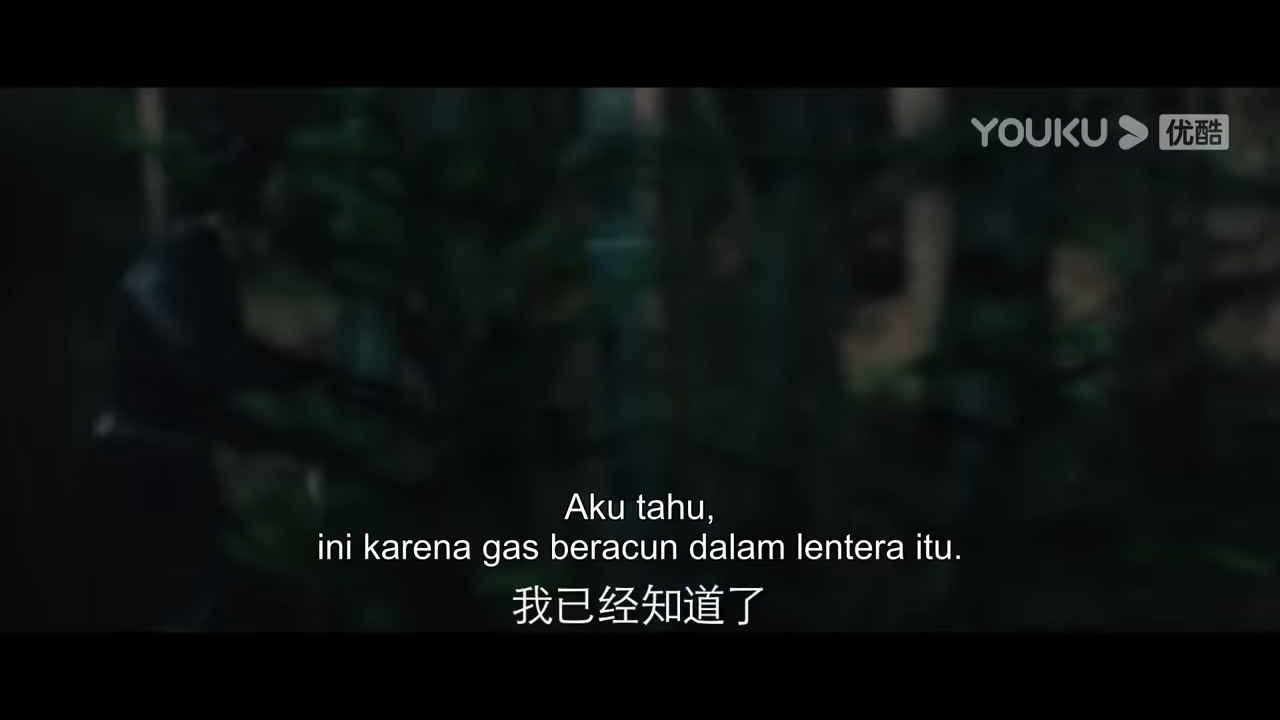 YOUKU 优酷
Aku tahu,
ini karena gas beracun dalam lentera itu.
我已经知道了